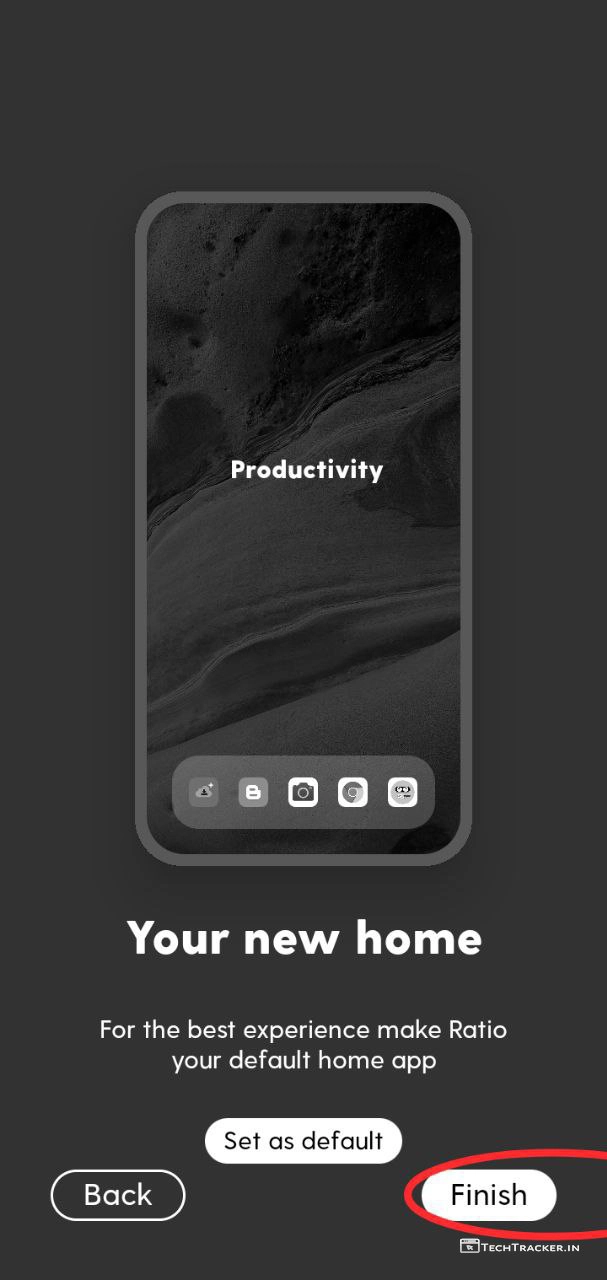 Productivity
Your new home
For the best experience make Ratio
your default home app
Set as default
Back
Finish
TechTracker.in